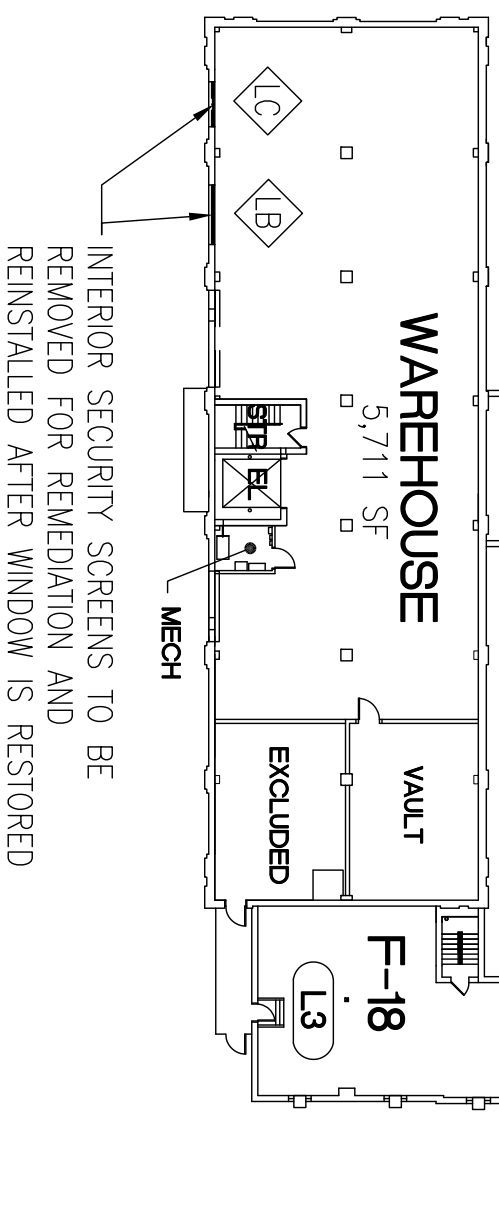 WAREHOUSE
5,711 SF
LC
LB
STR
EL
MECH
VAULT
EXCLUDED
F-18
L3
INTERIOR SECURITY SCREENS TO BE
REMOVED FOR REMEDIATION AND
REINSTALLED AFTER WINDOW IS RESTORED